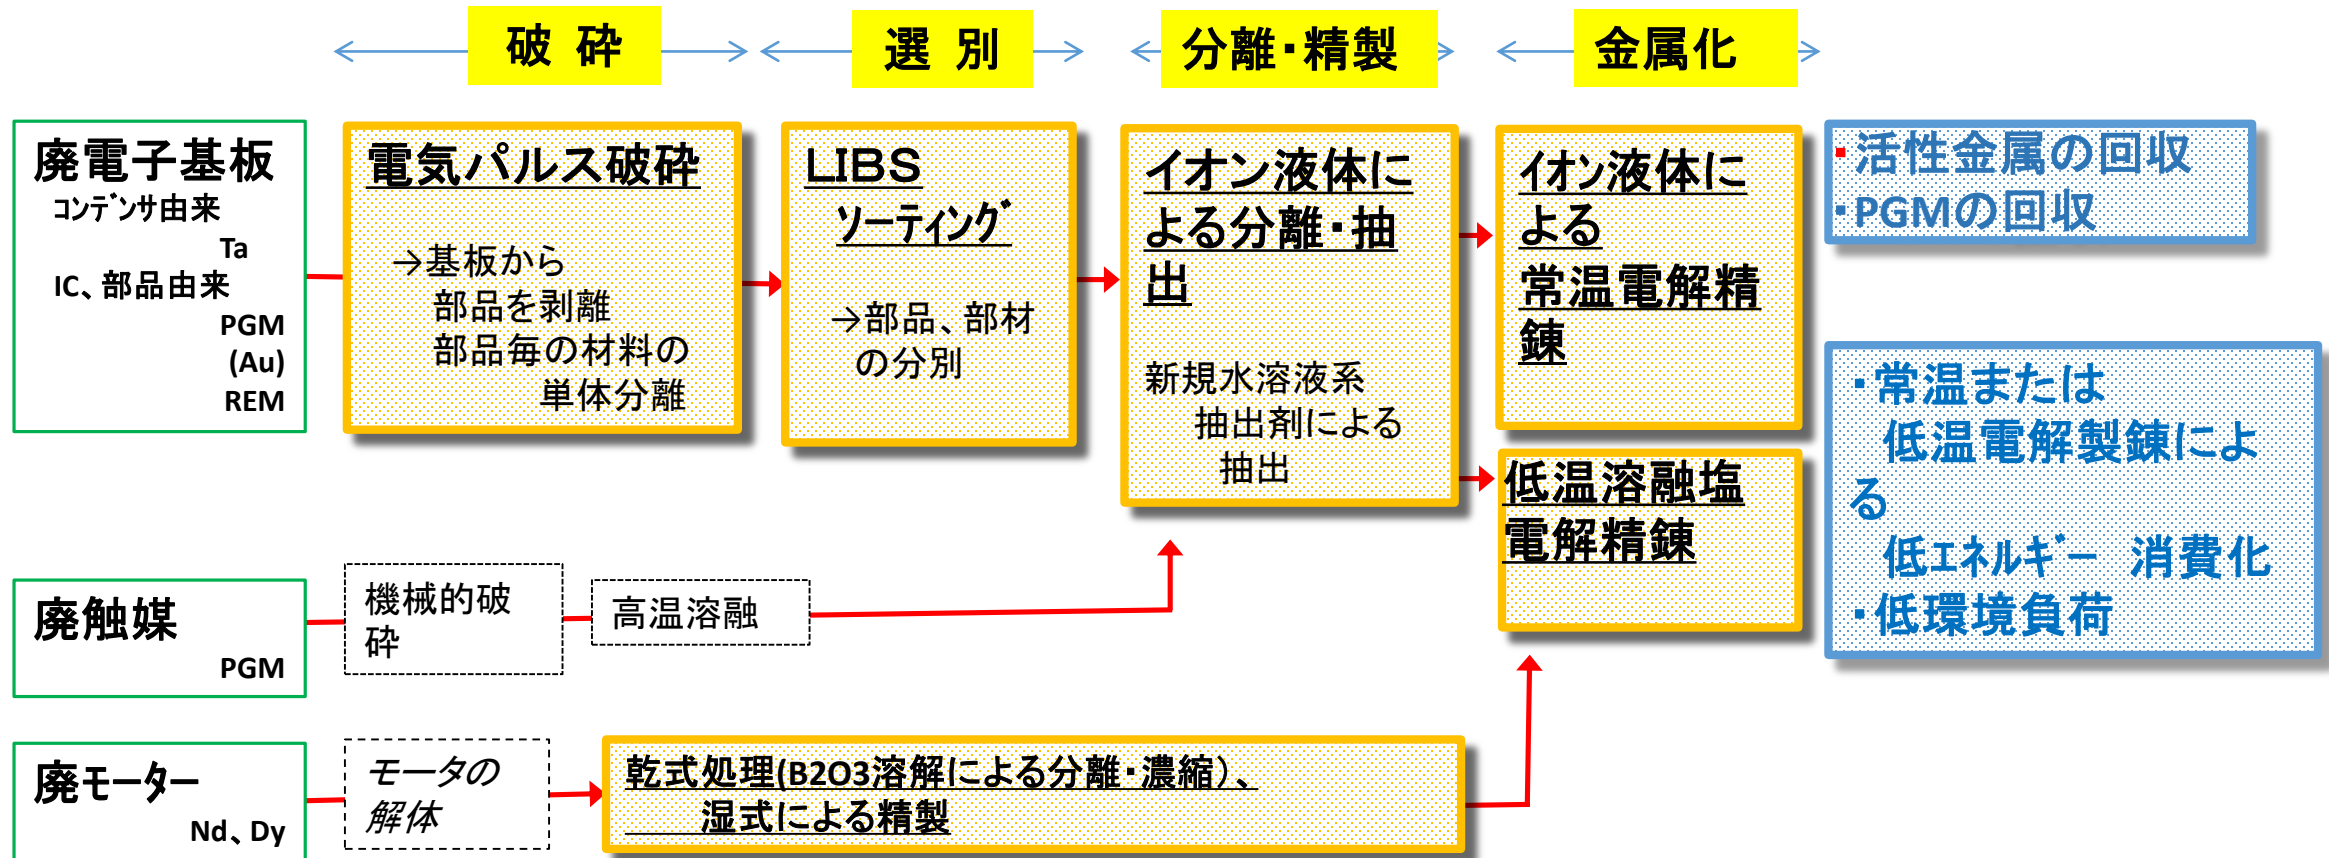 破 砕
選 別
分離・精製
金属化
廃電子基板
コンデンサ由来
Ta
IC、部品由来
PGM
(Au)
REM
電気パルス破砕
→基板から
部品を剥離
部品毎の材料の
単体分離
LIBS
ソーティング
→部品、部材
の分別
イオン液体に
よる分離・抽
出
新規水溶液系
抽出剤による
抽出
イオン液体に
よる
常温電解精
錬
低温溶融塩
電解精錬
・活性金属の回収
・PGMの回収
・常温または
低温電解製錬によ
る
低エネルギー 消費化
・低環境負荷
廃触媒
PGM
機械的破
砕
高温溶融
廃モーター
Nd、Dy
モータの
解体
乾式処理(B2O3溶解による分離・濃縮)、
湿式による精製